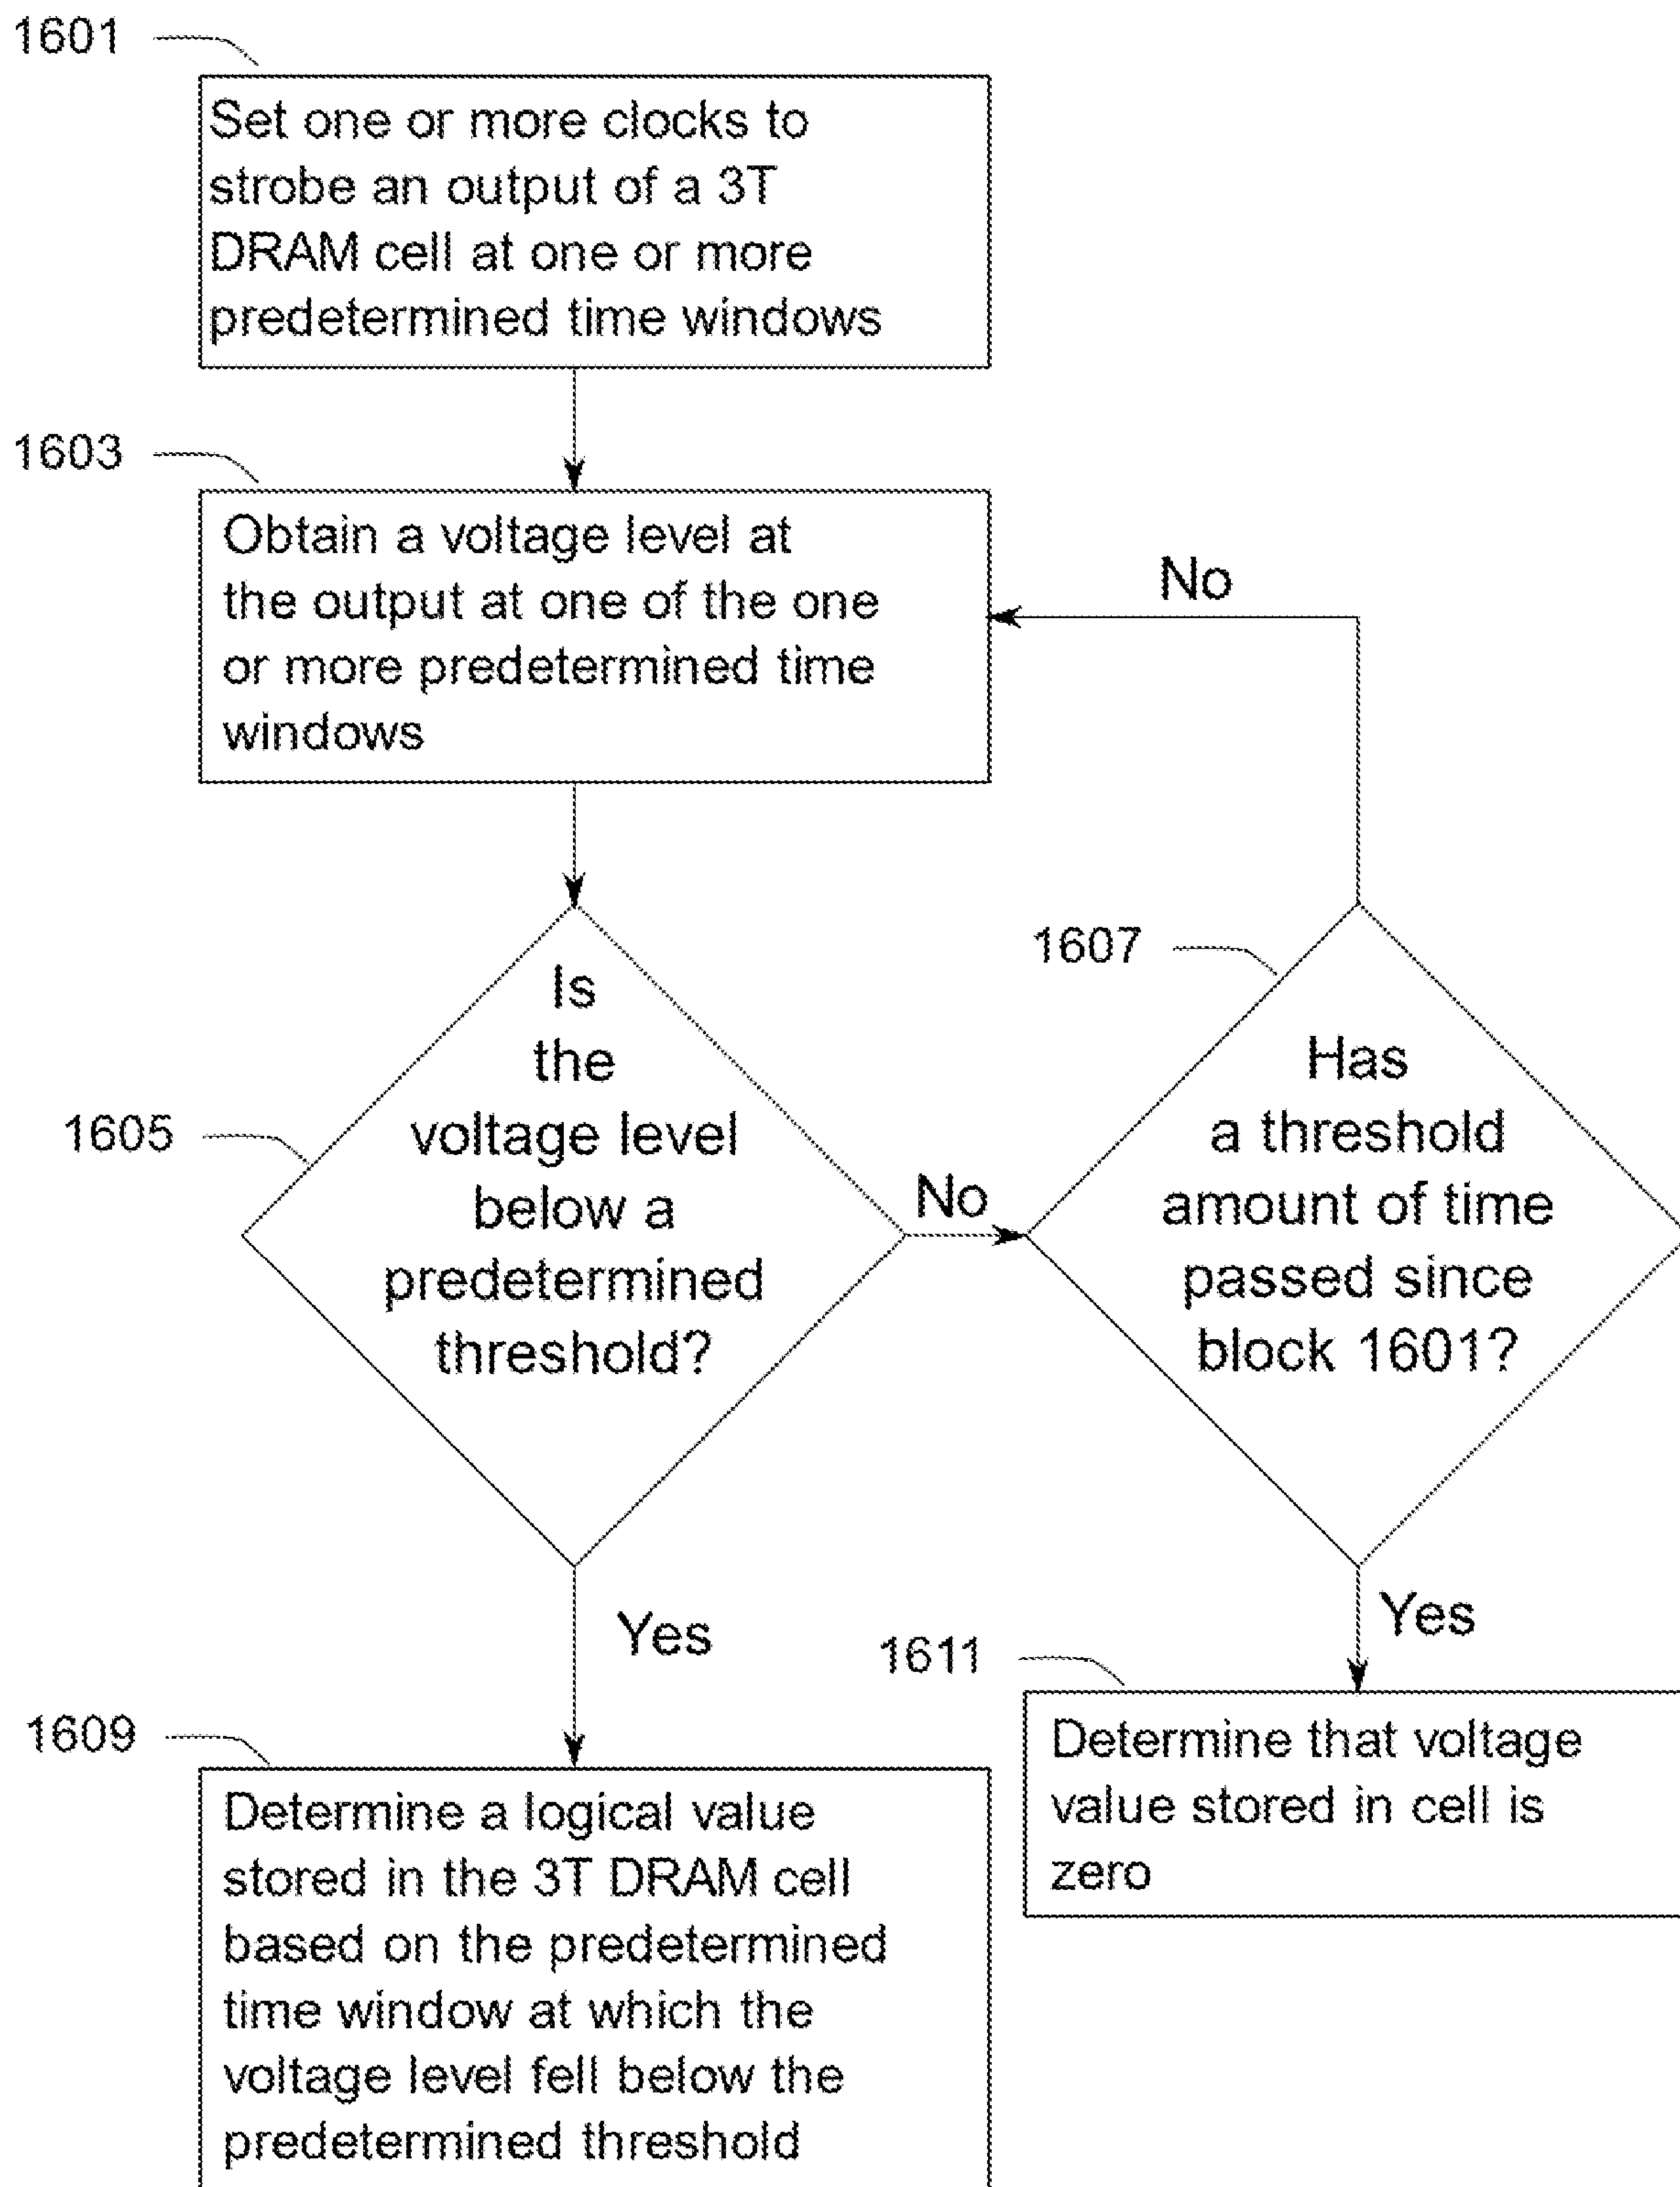 1601
Set one or more clocks to
strobe an output of a 3T
DRAM cell at one or more
predetermined time windows
1603
Obtain a voltage level at
the output at one of the one
or more predetermined time
windows
No
1605
Is
the
voltage level
below a
predetermined
threshold?
No
1607
Has
a threshold
amount of time
passed since
block 1601?
Yes
Yes
1609
Determine a logical value
stored in the 3T DRAM cell
based on the predetermined
time window at which the
voltage level fell below the
predetermined threshold
1611
Determine that voltage
value stored in cell is
zero